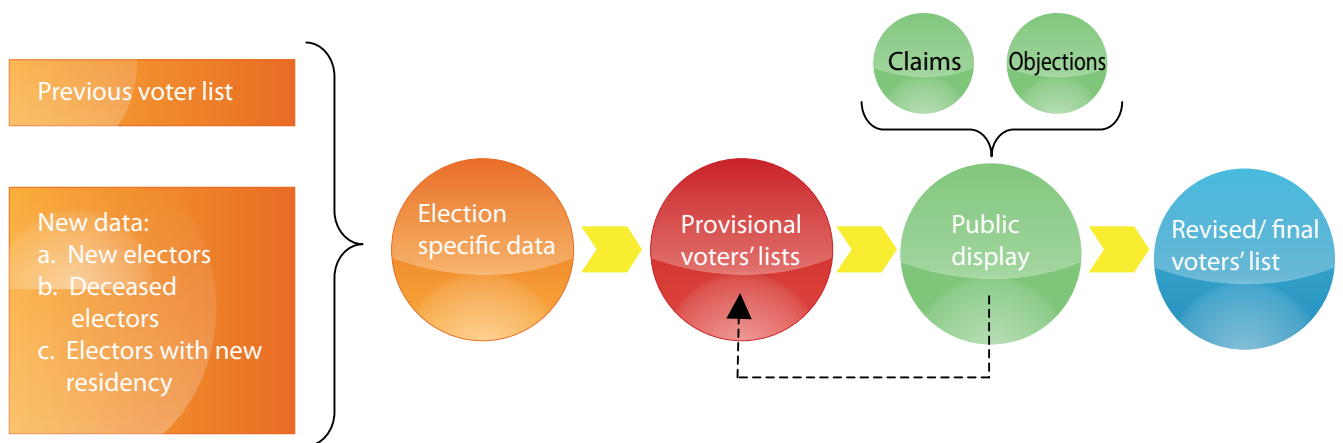 Previous voter list
New data:
a. New electors
b. Deceased
electors
c. Electors with new
residency
Election
specific data
Provisional
voters' lists
Claims
Objections
Public
display
Revised/ final
voters' list